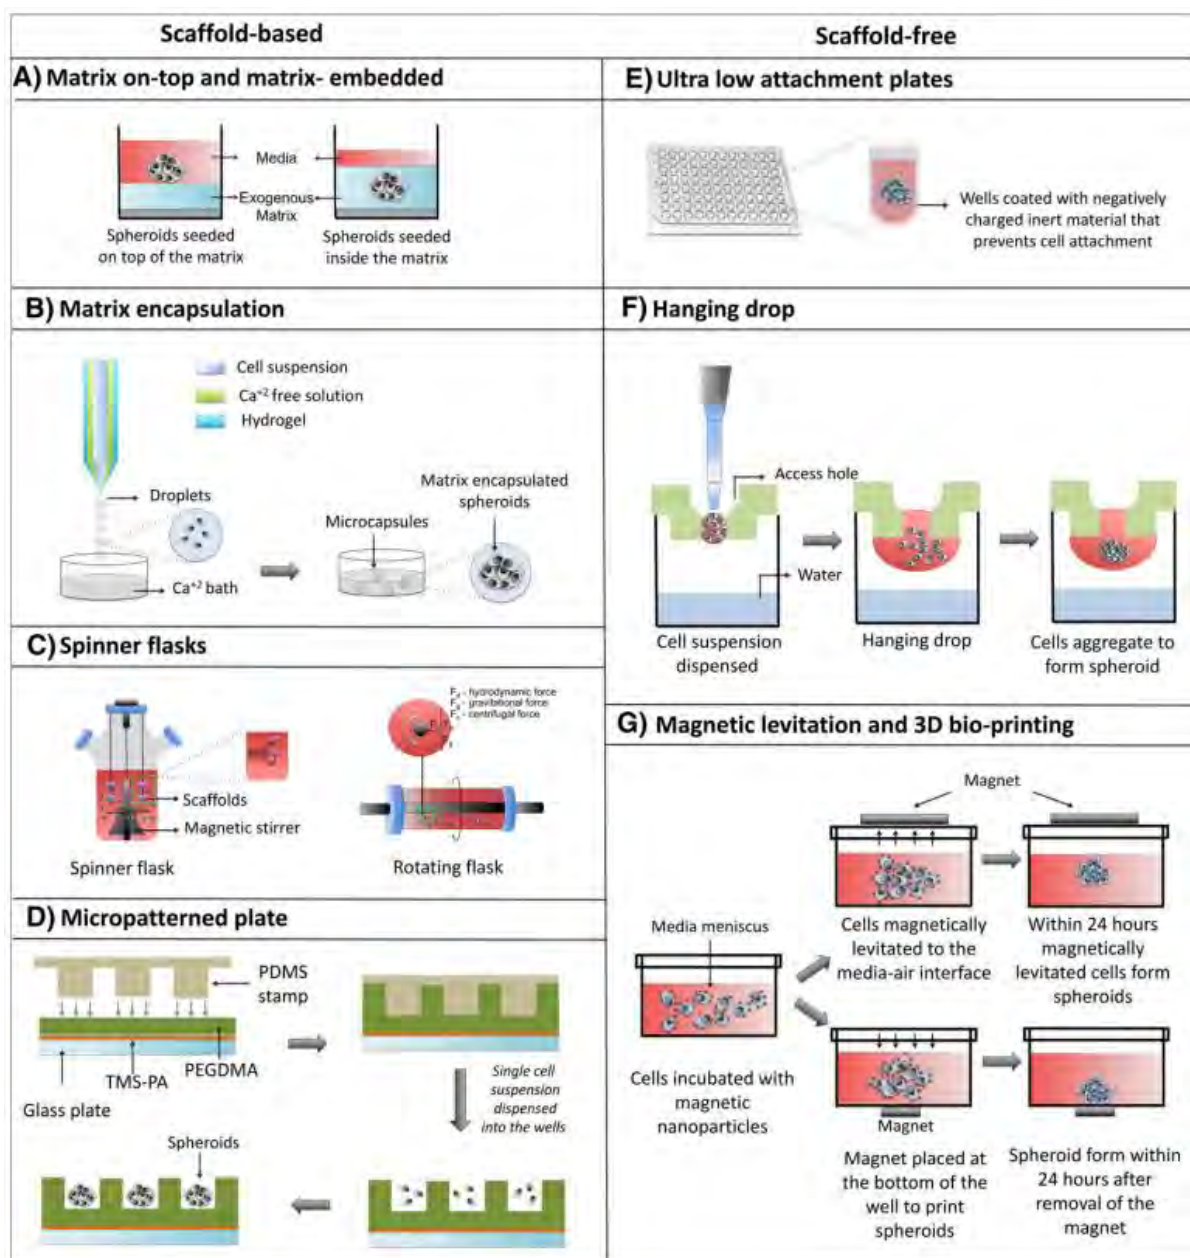 Scaffold-based
Scaffold-free
A) Matrix on-top and matrix- embedded
Media
Exogenous
Matrix
Spheroids seeded
on top of the matrix
Spheroids seeded
inside the matrix
B) Matrix encapsulation
Cell suspension
Ca+2 free solution
Hydrogel
Droplets
Ca+2 bath
Microcapsules
Matrix encapsulated
spheroids
C) Spinner flasks
Scaffolds
Magnetic stirrer
Spinner flask
- hydrodynamic force
- gravitational force
- centrifugal force
Rotating flask
D) Micropatterned plate
PDMS
stamp
PEGDMA
TMS-PA
Glass plate
Single cell
suspension
dispensed
into the wells
Spheroids
E) Ultra low attachment plates
Wells coated with negatively
charged inert material that
prevents cell attachment
F) Hanging drop
Access hole
Water
Cell suspension
dispensed
Hanging drop
Cells aggregate to
form spheroid
G) Magnetic levitation and 3D bio-printing
Magnet
Media meniscus
Cells incubated with
magnetic
nanoparticles
Cells magnetically
levitated to the
media-air interface
Within 24 hours
magnetically
levitated cells form
spheroids
Magnet
Magnet placed at
the bottom of the
well to print
spheroids
Spheroid form within
24 hours after
removal of the
magnet